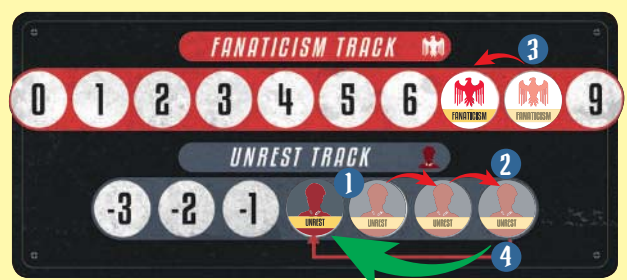 FANATICISM TRACK
3
0 1 2 3 4 5 6 FANATICISM FANATICISM 9
UNREST TRACK
1 2
-3 -2 -1 UNREST UNREST UNREST UNREST
4